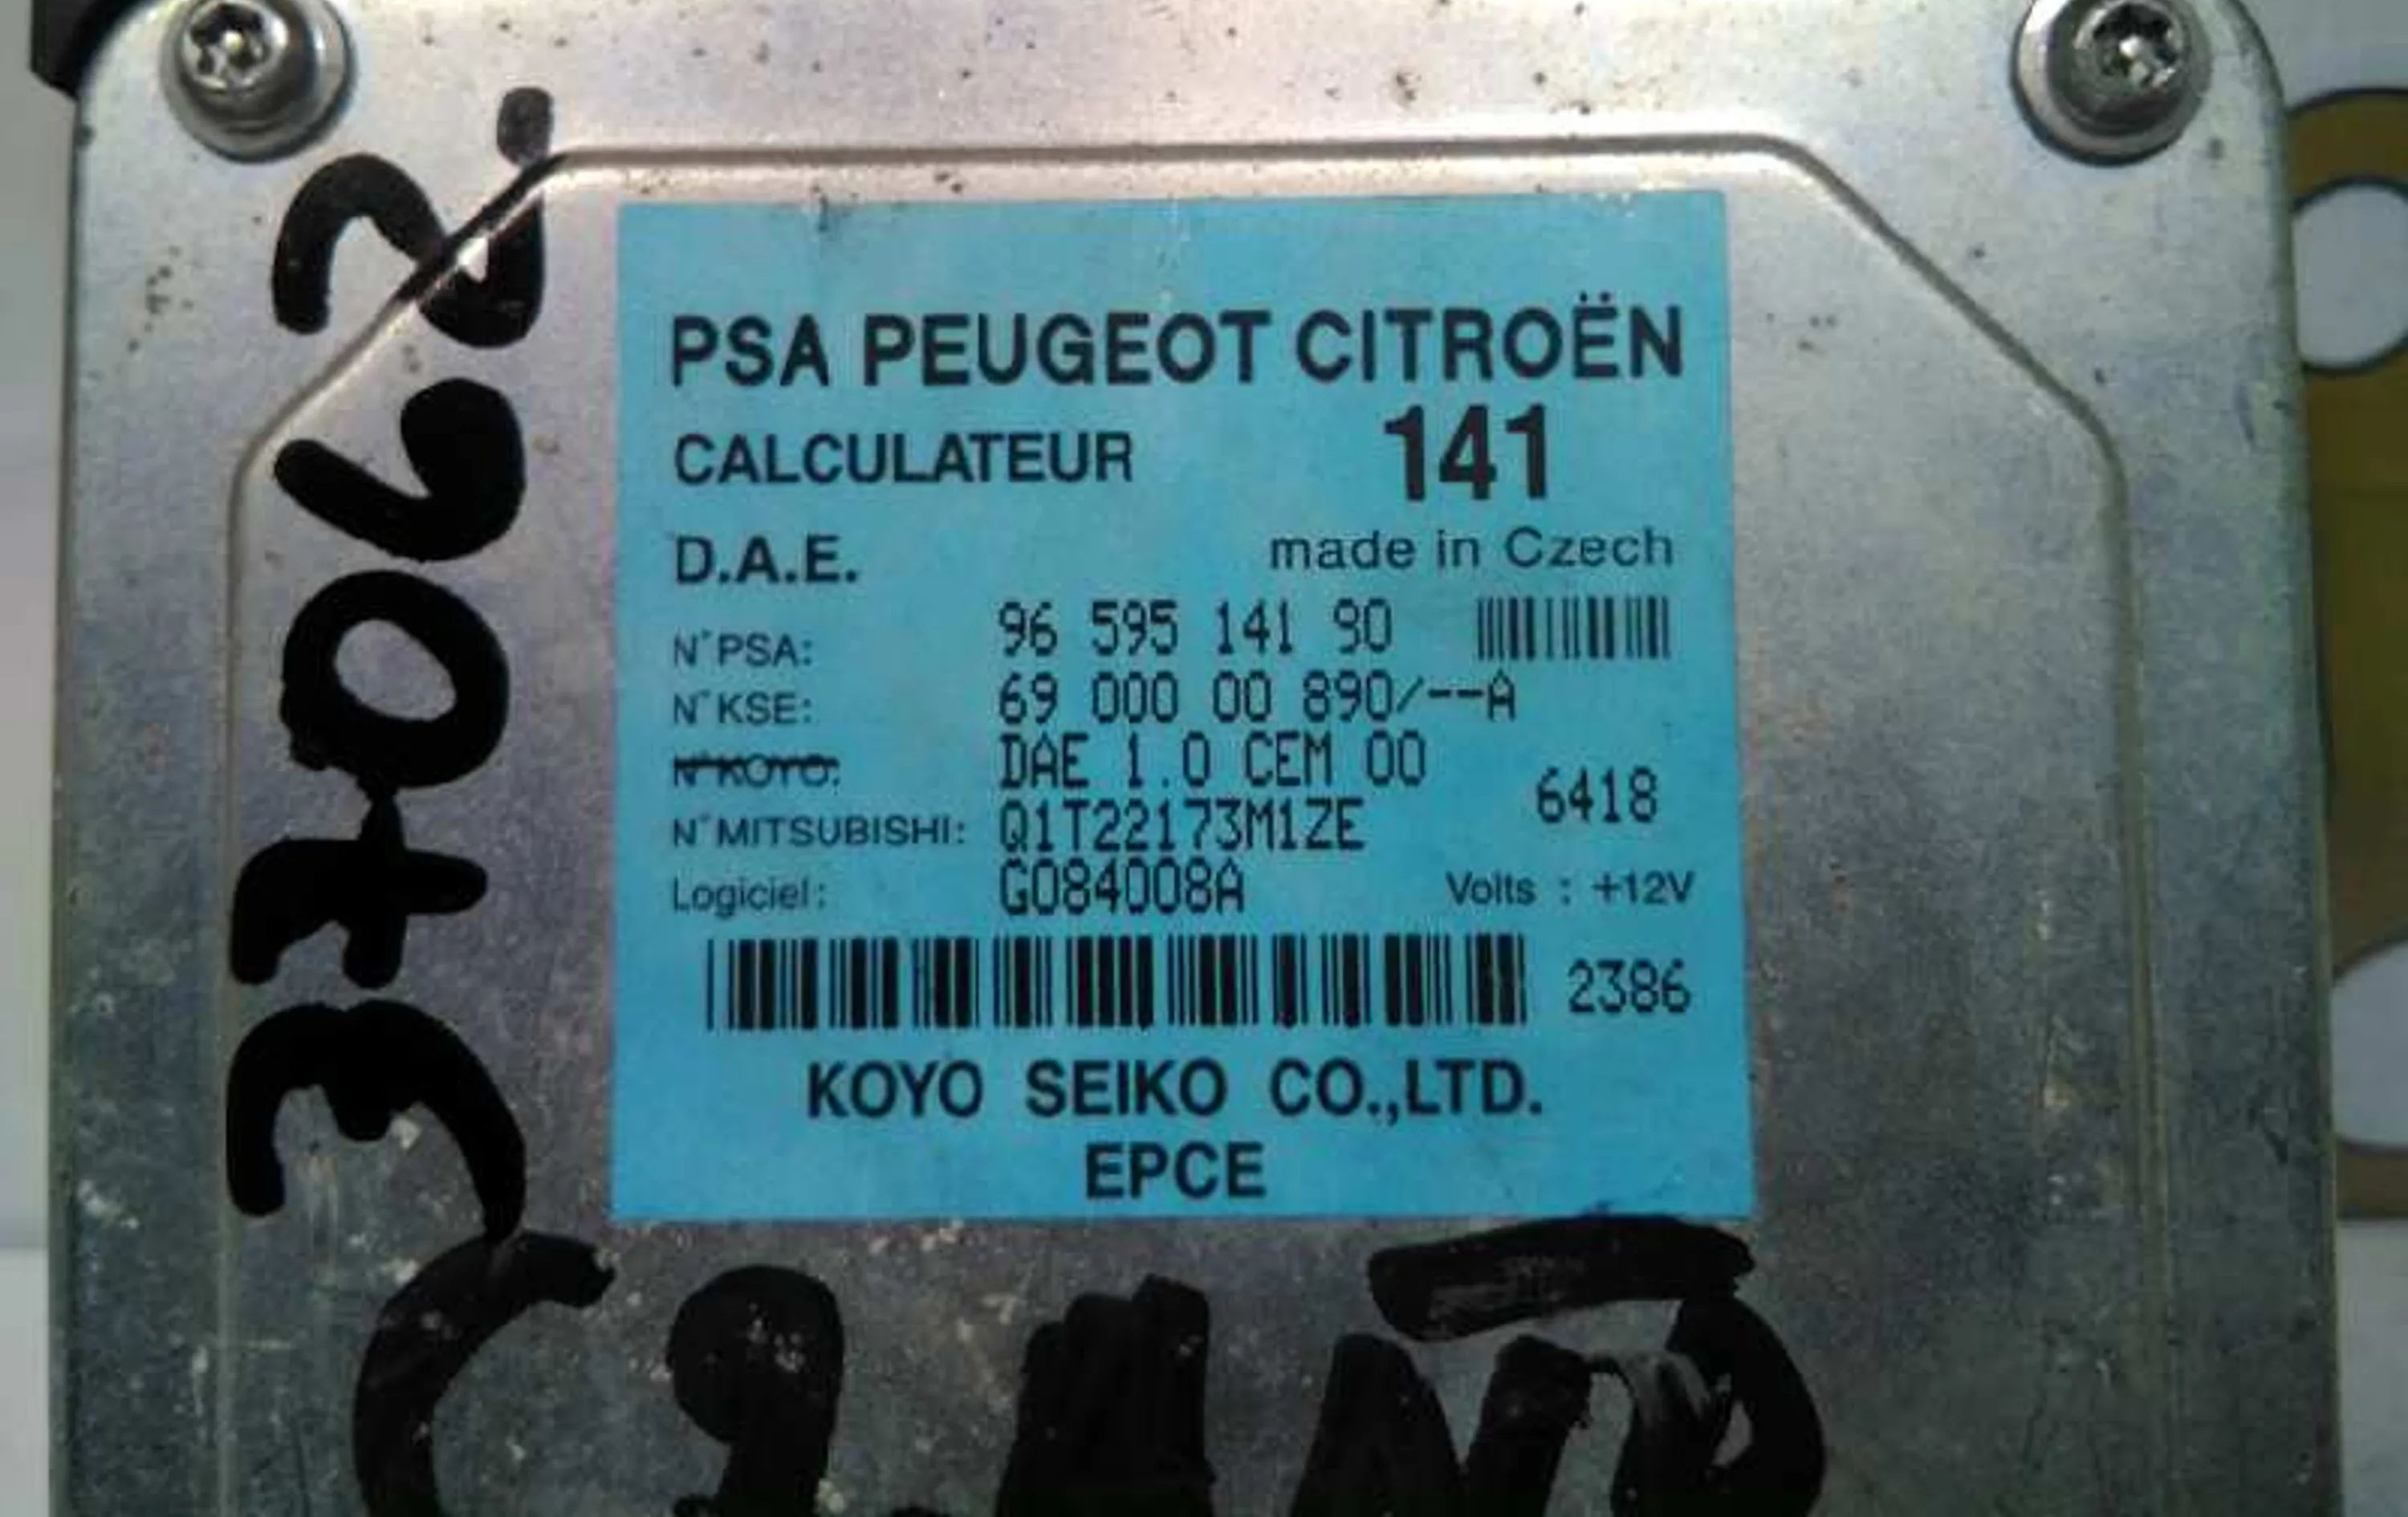 PSA PEUGEOT CITROËN
CALCULATEUR 141
D.A.E. made in Czech
N° PSA: 96 595 141 90
N° KSE: 69 000 00 890/--A
N° KOYO: DAE 1.0 CEM 00
6418
N° MITSUBISHI: Q1T22173M1ZE
Logiciel: G084008A Volts : +12V
2386
KOYO SEIKO CO.,LTD.
EPCE